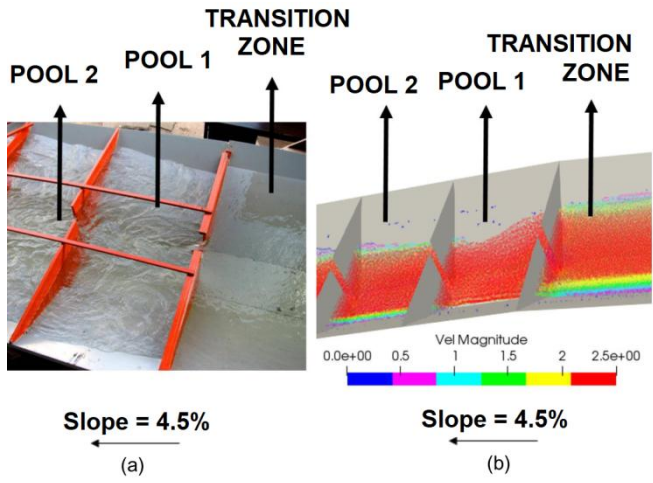 TRANSITION
ZONE
POOL 1
POOL 2
Slope = 4.5%
(a)
TRANSITION
ZONE
POOL 1
POOL 2
Vel Magnitude
0.0e+00 0.5 1 1.5 2 2.5e+00
Slope = 4.5%
(b)